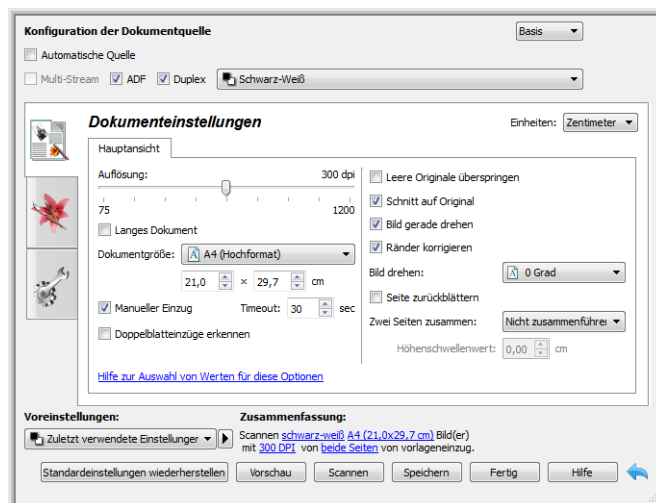 Konfiguration der Dokumentquelle Basis
Automatische Quelle
Multi-Stream ADF Duplex Schwarz-Weiß
Dokumenteinstellungen Einheiten: Zentimeter
Hauptansicht
Auflösung: 300 dpi
75 1200
Langes Dokument
Dokumentgröße: A4 (Hochformat)
21,0 × 29,7 cm
Manueller Einzug Timeout: 30 sec
Doppelblatteinzüge erkennen
Hilfe zur Auswahl von Werten für diese Optionen
Leere Originale überspringen
Schnitt auf Original
Bild gerade drehen
Ränder korrigieren
Bild drehen: 0 Grad
Seite zurückblättern
Zwei Seiten zusammen: Nicht zusammenführen
Höhenschwellenwert: 0,00 cm
Voreinstellungen:
Zuletzt verwendete Einstellungen
Zusammenfassung:
Scannen schwarz-weiß A4 (21,0x29,7 cm) Bild(er)
mit 300 DPI von beide Seiten von vorlageneinzug.
Standardeinstellungen wiederherstellen Vorschau Scannen Speichern Fertig Hilfe